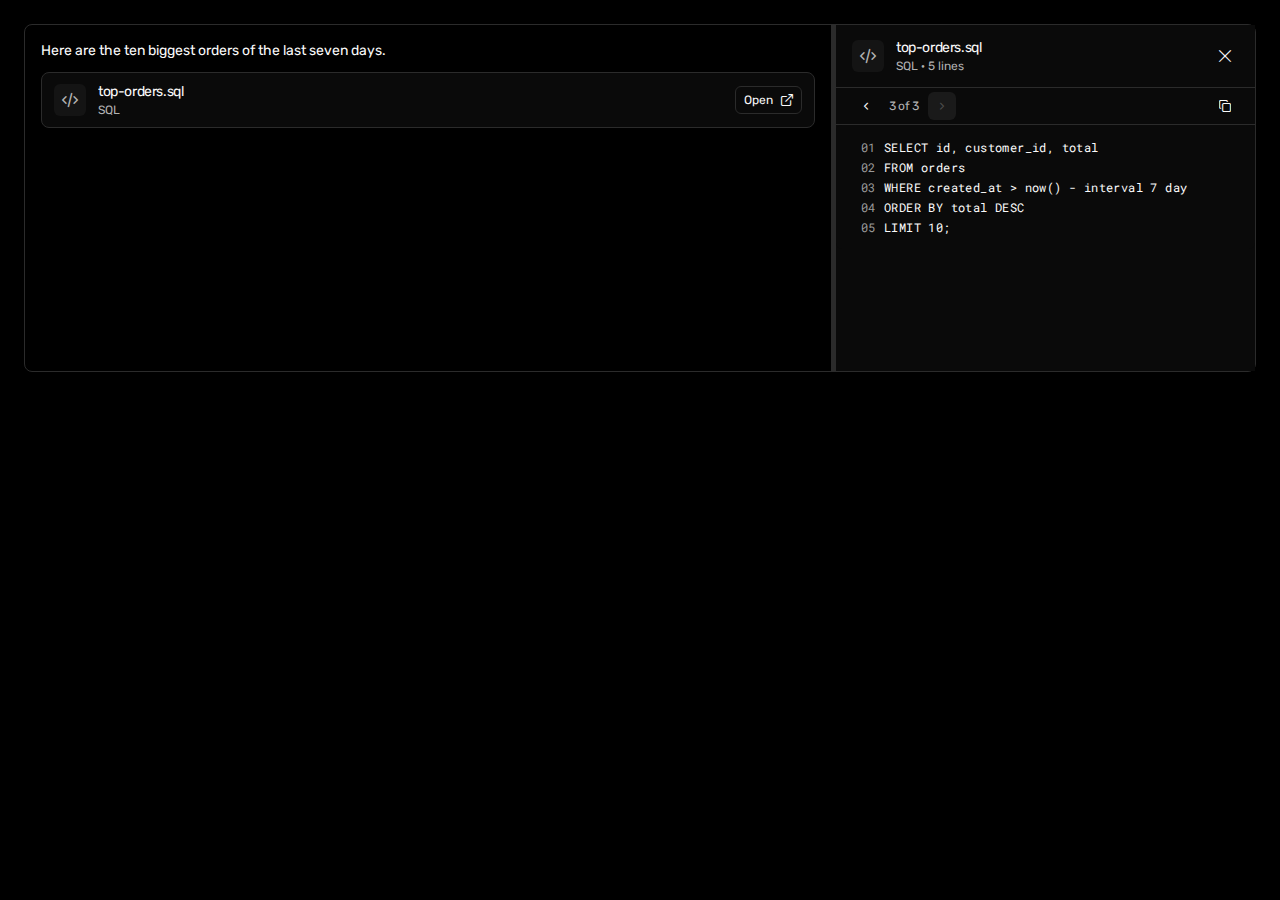 Here are the ten biggest orders of the last seven days.
top-orders.sql
SQL
Open
top-orders.sql
SQL • 5 lines
3 of 3
01 SELECT id, customer_id, total
02 FROM orders
03 WHERE created_at > now() - interval 7 day
04 ORDER BY total DESC
05 LIMIT 10;